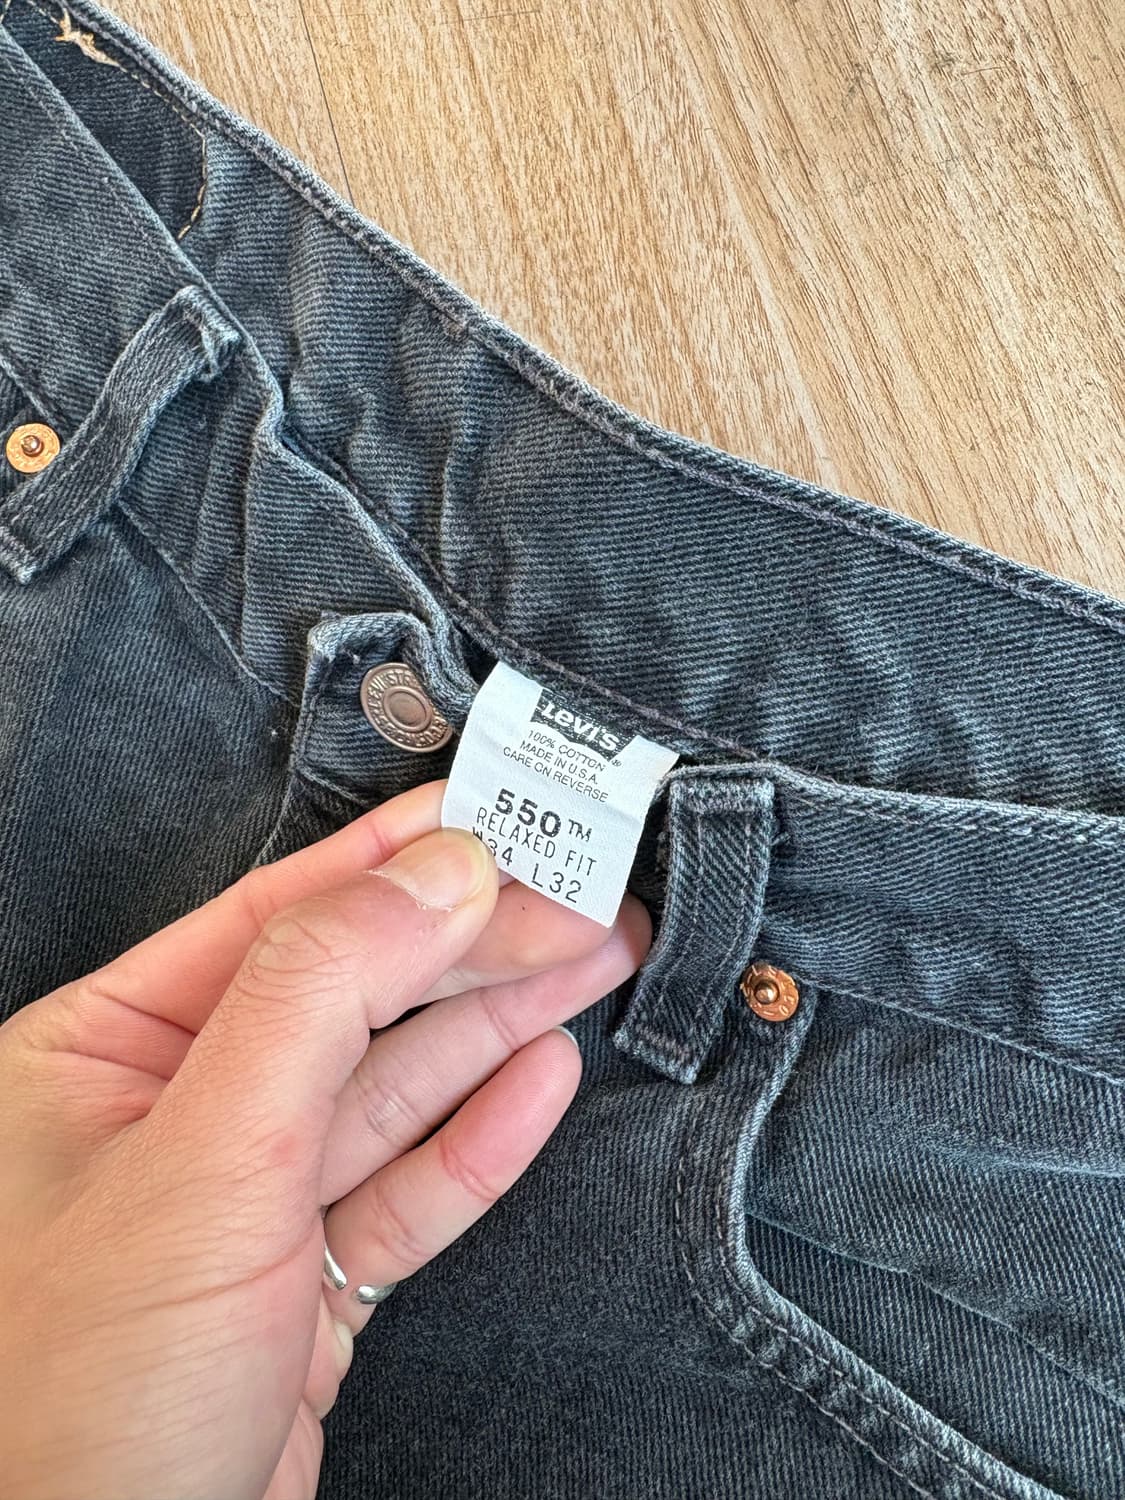 Levi's®
100% COTTON
MADE IN U.S.A.
CARE ON REVERSE
550™
RELAXED FIT
W34 L32